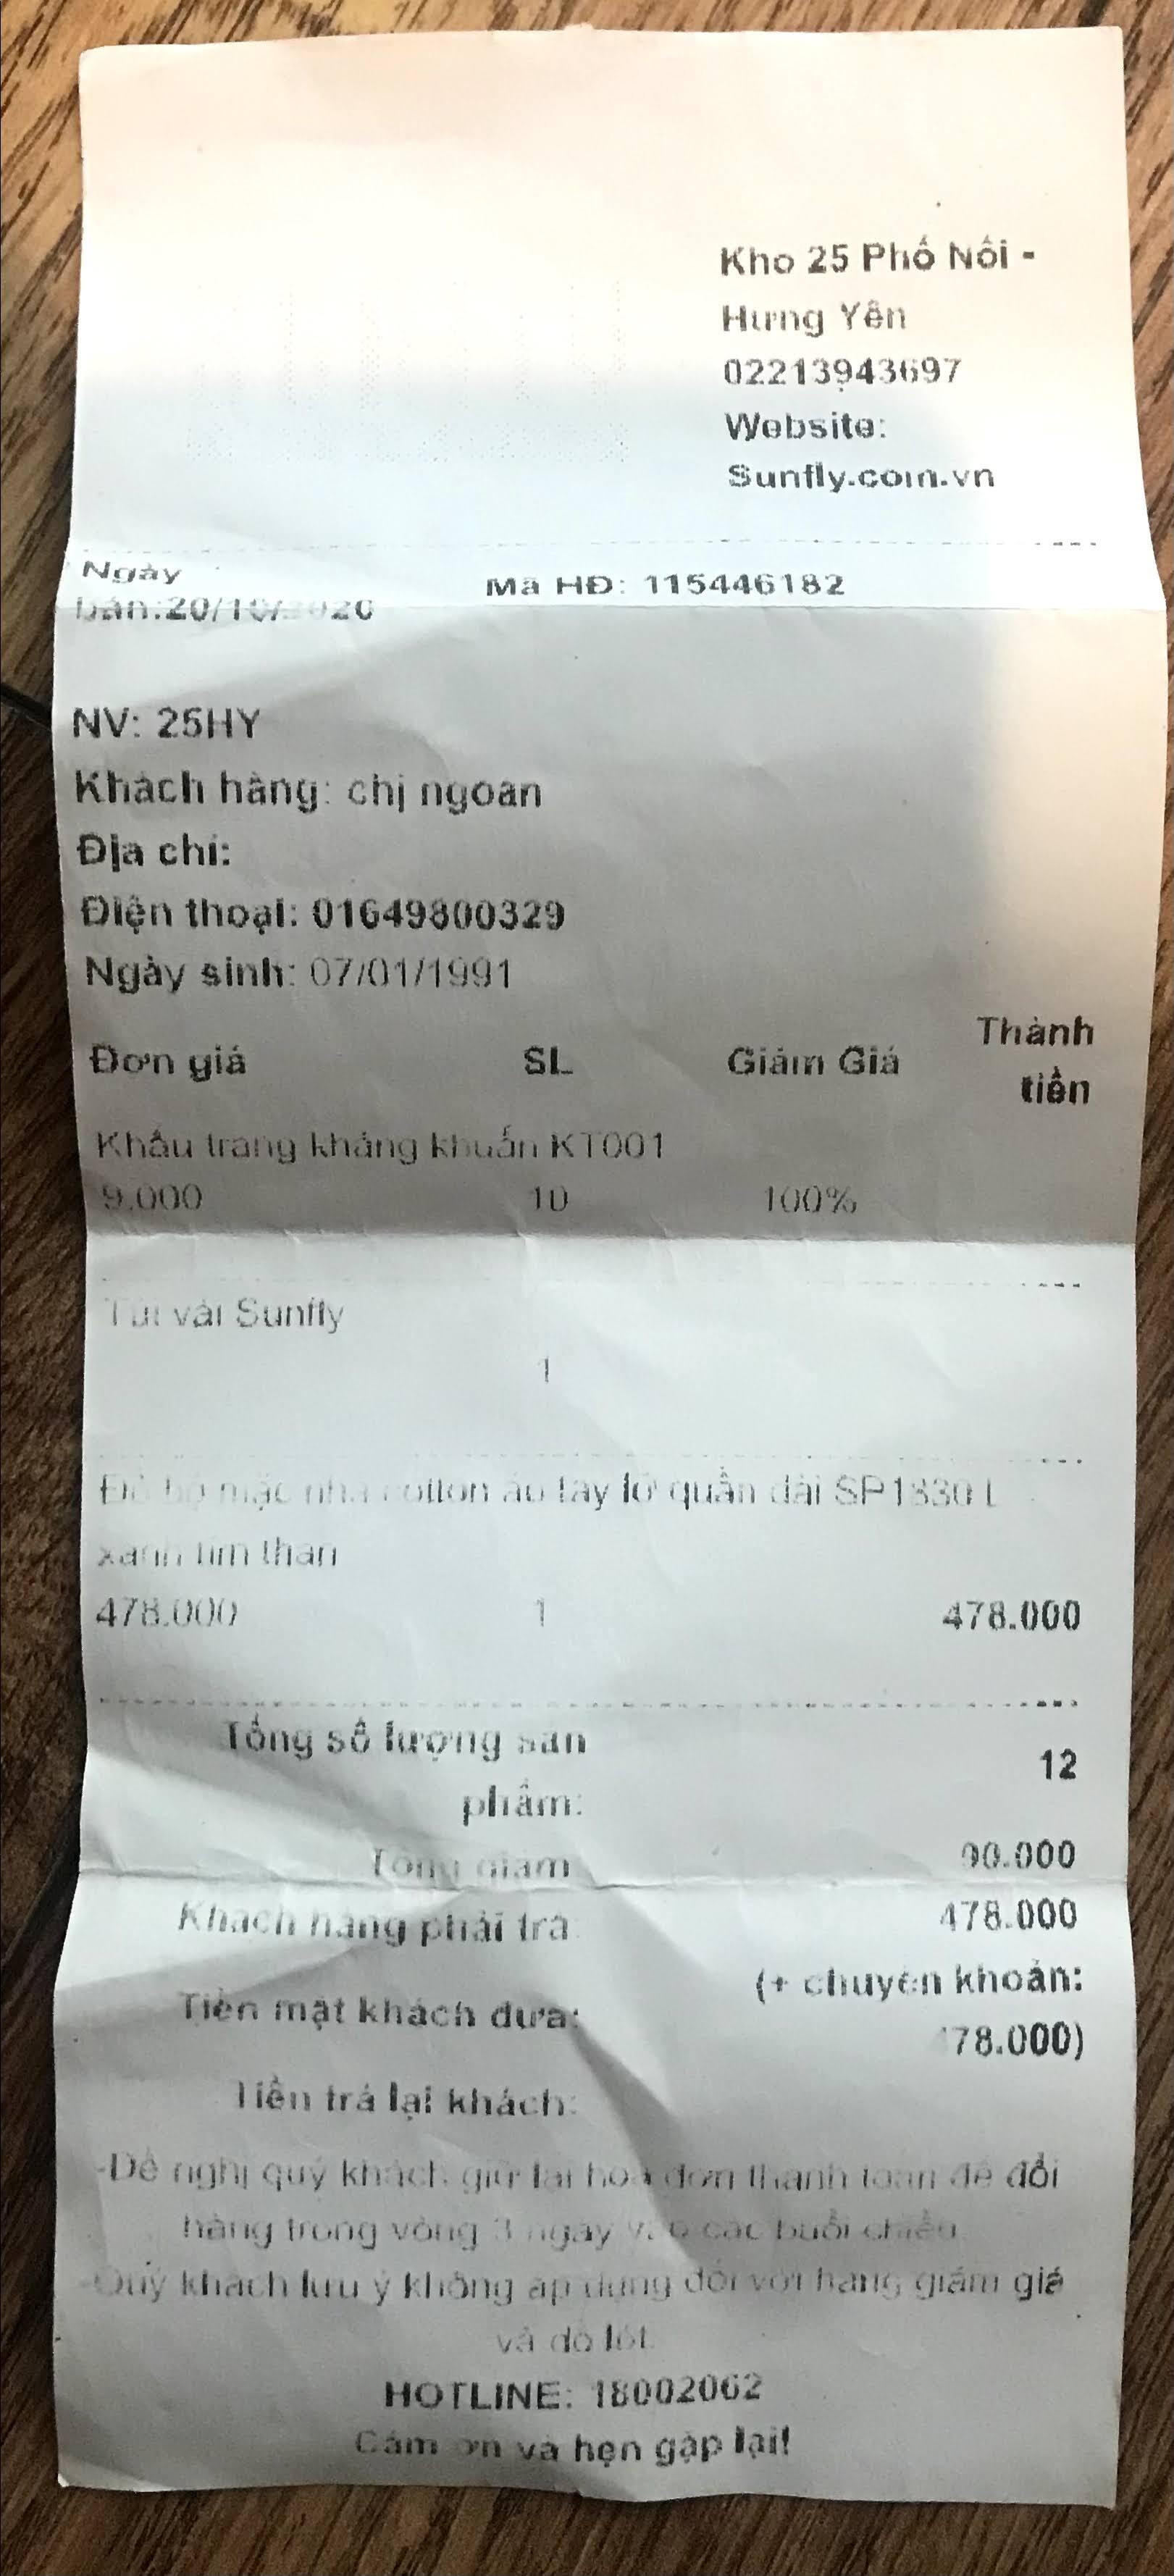 Kho 25 Phố Nối -
Hưng Yên
02213943697
Website:
Sunfly.com.vn
Ngày
bán:20/10/2020
Mã HĐ: 115446182
NV: 25HY
Khách hàng: chị ngoan
Địa chỉ:
Điện thoại: 01649800329
Ngày sinh: 07/01/1991
Đơn giá SL Giảm Giá Thành
tiền
Khẩu trang kháng khuẩn KT001
9.000 10 100%
Túi vải Sunfly
1
Đồ bộ mặc nhà cotton áo tay lỡ quần dài SP1330 L
xanh tím than
478.000 1 478.000
Tổng số lượng sản
phẩm:
12
Tổng giảm 90.000
Khách hàng phải trả: 478.000
Tiền mặt khách đưa: (+ chuyển khoản:
478.000)
Tiền trả lại khách:
-Đề nghị quý khách giữ lại hoá đơn thanh toán để đổi
hàng trong vòng 3 ngày vào các buổi chiều.
-Quý khách lưu ý không áp dụng đối với hàng giảm giá
và đồ lót.
HOTLINE: 18002062
Cám ơn và hẹn gặp lại!